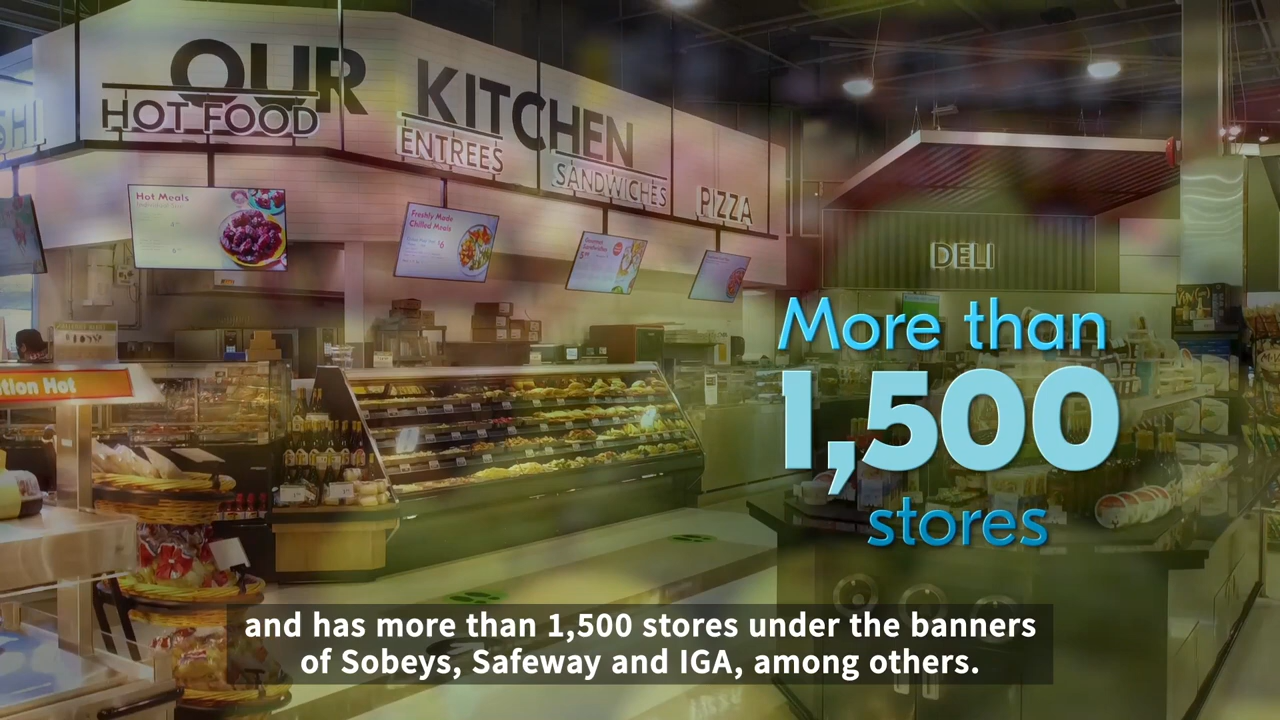 OUR KITCHEN
SHI
HOT FOOD
ENTREES
SANDWICHES
PIZZA
Hot Meals
Freshly Made
Chilled Meals
DELI
More than
1,500
stores
and has more than 1,500 stores under the banners
of Sobeys, Safeway and IGA, among others.